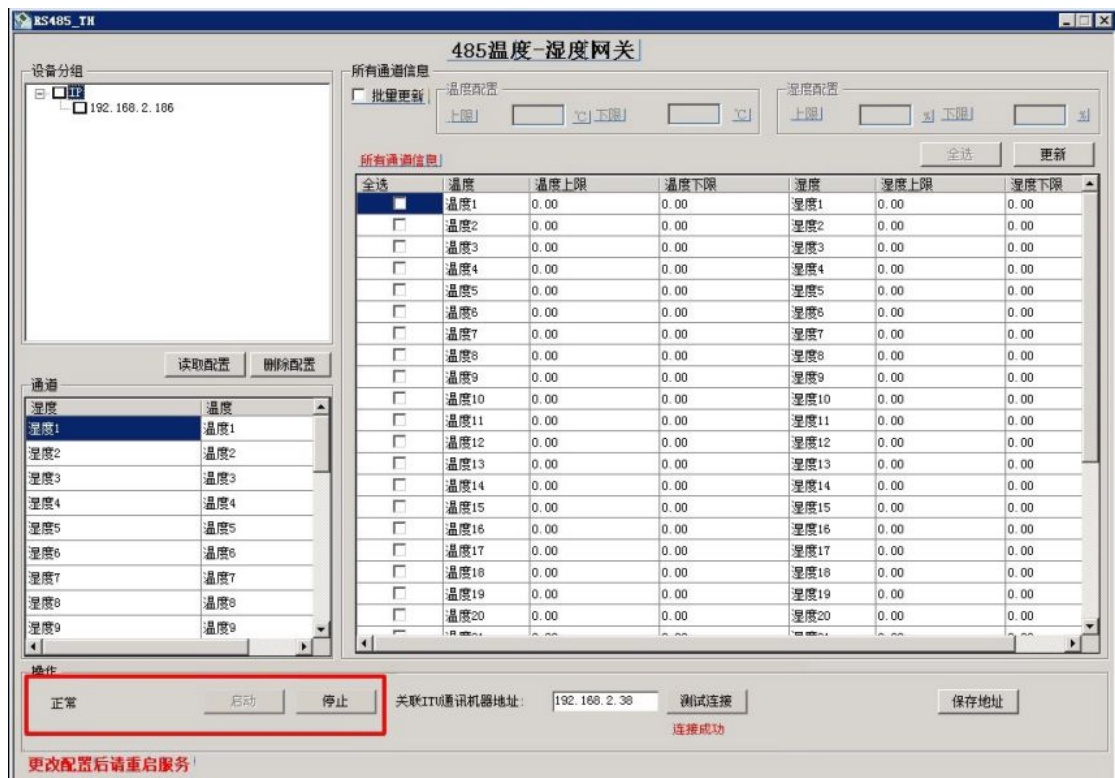 RS485_TH
485温度-湿度网关
设备分组
IP
192.168.2.186
读取配置 删除配置
通道
湿度 温度
湿度1 温度1
湿度2 温度2
湿度3 温度3
湿度4 温度4
湿度5 温度5
湿度6 温度6
湿度7 温度7
湿度8 温度8
湿度9 温度9
所有通道信息
批里更新 温度配置 湿度配置
上限 ℃ 下限 ℃ 上限 % 下限 %
所有通道信息 全选 更新
全选 温度 温度上限 温度下限 湿度 湿度上限 湿度下限
温度1 0.00 0.00 湿度1 0.00 0.00
温度2 0.00 0.00 湿度2 0.00 0.00
温度3 0.00 0.00 湿度3 0.00 0.00
温度4 0.00 0.00 湿度4 0.00 0.00
温度5 0.00 0.00 湿度5 0.00 0.00
温度6 0.00 0.00 湿度6 0.00 0.00
温度7 0.00 0.00 湿度7 0.00 0.00
温度8 0.00 0.00 湿度8 0.00 0.00
温度9 0.00 0.00 湿度9 0.00 0.00
温度10 0.00 0.00 湿度10 0.00 0.00
温度11 0.00 0.00 湿度11 0.00 0.00
温度12 0.00 0.00 湿度12 0.00 0.00
温度13 0.00 0.00 湿度13 0.00 0.00
温度14 0.00 0.00 湿度14 0.00 0.00
温度15 0.00 0.00 湿度15 0.00 0.00
温度16 0.00 0.00 湿度16 0.00 0.00
温度17 0.00 0.00 湿度17 0.00 0.00
温度18 0.00 0.00 湿度18 0.00 0.00
温度19 0.00 0.00 湿度19 0.00 0.00
温度20 0.00 0.00 湿度20 0.00 0.00
操作
正常 启动 停止 关联ITU通讯机器地址: 192.168.2.38 测试连接 保存地址
连接成功
更改配置后请重启服务